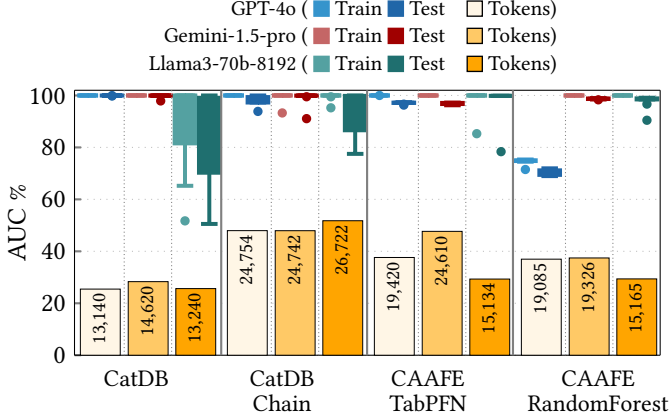 GPT-4o ( Train Test Tokens)
Gemini-1.5-pro ( Train Test Tokens)
Llama3-70b-8192 ( Train Test Tokens)
AUC %
100
80
60
40
20
0
13,140
14,620
13,240
24,754
24,742
26,722
19,420
24,610
15,134
19,085
19,326
15,165
CatDB
CatDB
Chain
CAAFE
TabPFN
CAAFE
RandomForest